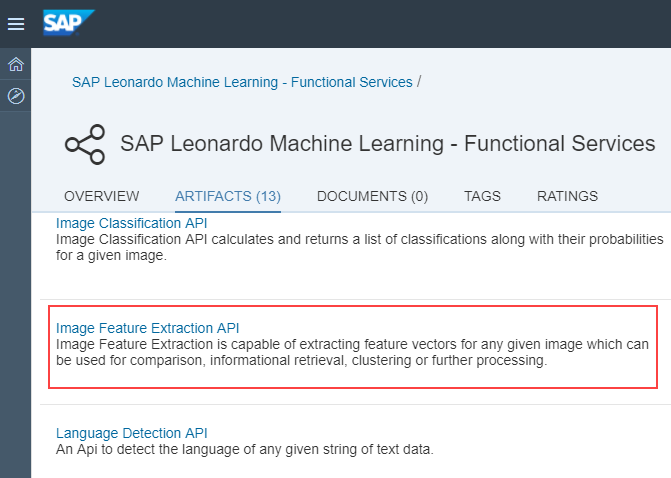 SAP
SAP Leonardo Machine Learning - Functional Services /
SAP Leonardo Machine Learning - Functional Services
OVERVIEW ARTIFACTS (13) DOCUMENTS (0) TAGS RATINGS
Image Classification API
Image Classification API calculates and returns a list of classifications along with their probabilities
for a given image.
Image Feature Extraction API
Image Feature Extraction is capable of extracting feature vectors for any given image which can
be used for comparison, informational retrieval, clustering or further processing.
Language Detection API
An Api to detect the language of any given string of text data.